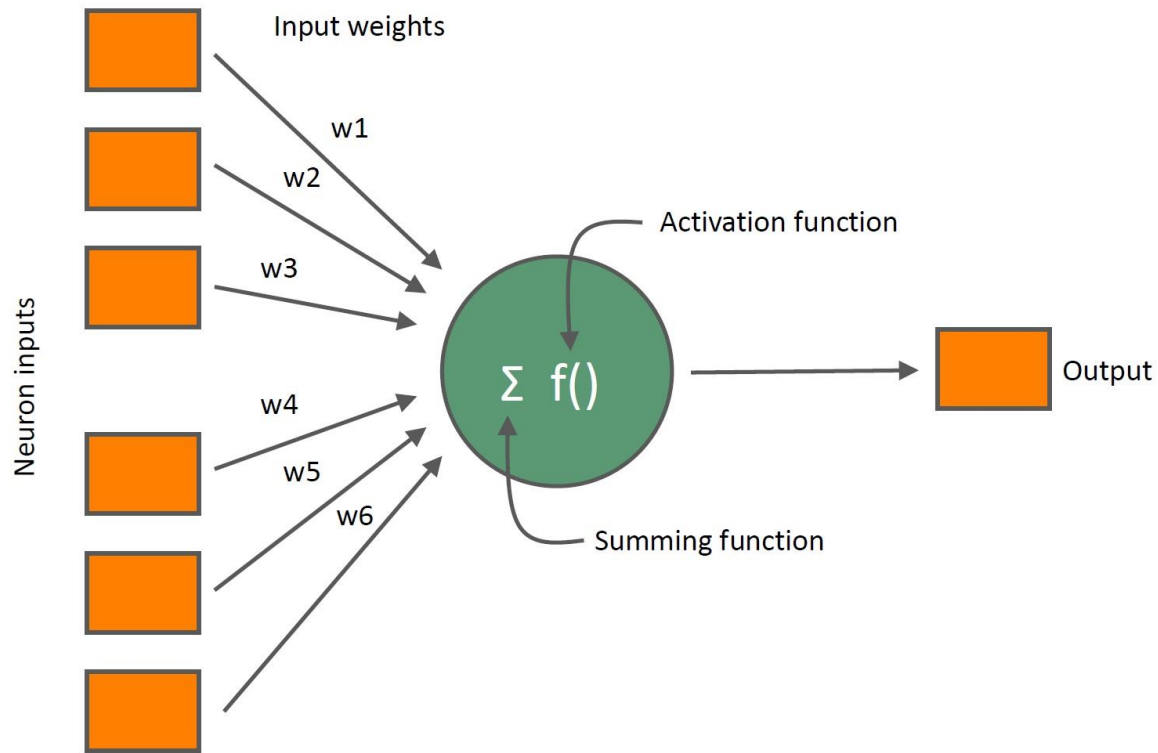 Input weights
w1
w2
w3
Activation function
Neuron inputs
Σ f()
Output
w4
w5
w6
Summing function